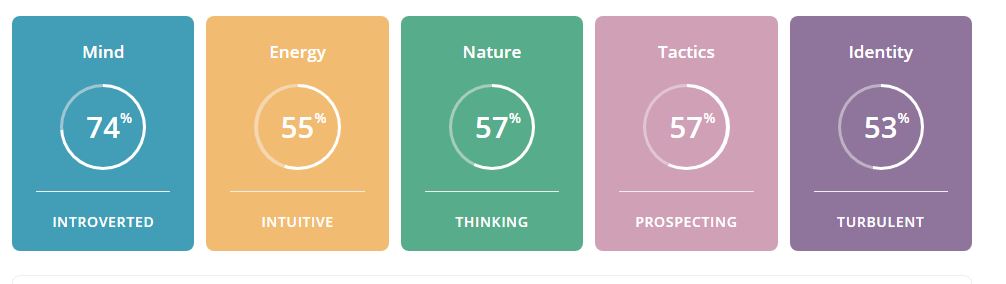 Mind
74%
INTROVERTED
Energy
55%
INTUITIVE
Nature
57%
THINKING
Tactics
57%
PROSPECTING
Identity
53%
TURBULENT